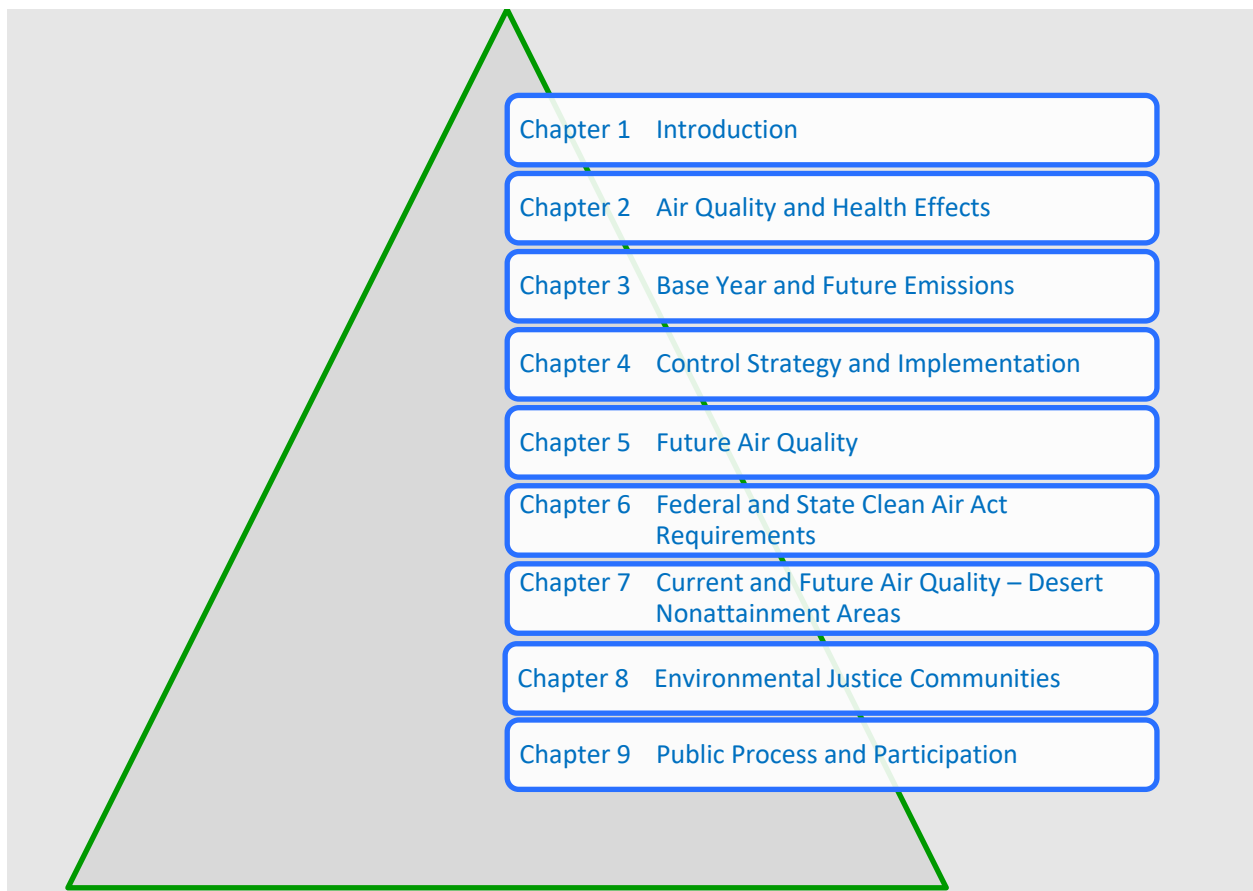 Chapter 1 Introduction
Chapter 2 Air Quality and Health Effects
Chapter 3 Base Year and Future Emissions
Chapter 4 Control Strategy and Implementation
Chapter 5 Future Air Quality
Chapter 6 Federal and State Clean Air Act
Requirements
Chapter 7 Current and Future Air Quality – Desert
Nonattainment Areas
Chapter 8 Environmental Justice Communities
Chapter 9 Public Process and Participation